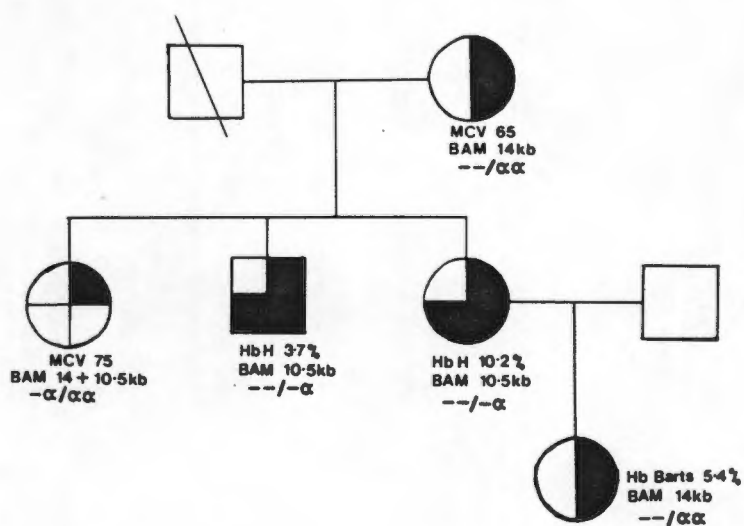 MCV 65
BAM 14kb
--/αα
MCV 75
BAM 14 + 10·5kb
-α/αα
HbH 3·7%
BAM 10·5kb
--/-α
HbH 10·2%
BAM 10·5kb
--/-α
Hb Barts 5·4%
BAM 14kb
--/αα